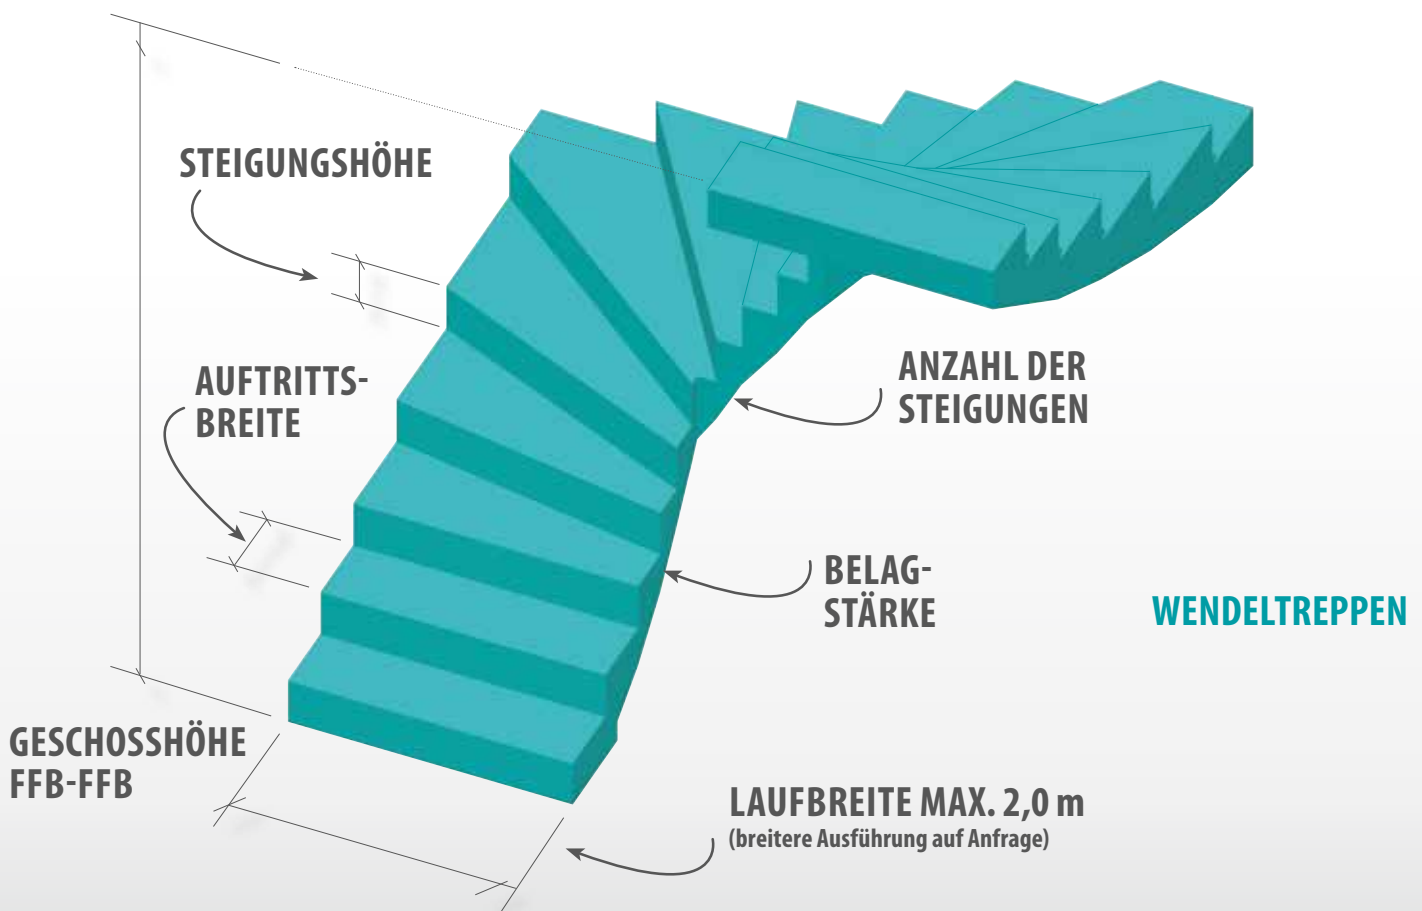 STEIGUNGSHÖHE
AUFTRITTS-
BREITE
ANZAHL DER
STEIGUNGEN
BELAG-
STÄRKE
WENDELTREPPEN
GESCHOSSHÖHE
FFB-FFB
LAUFBREITE MAX. 2,0 m
(breitere Ausführung auf Anfrage)